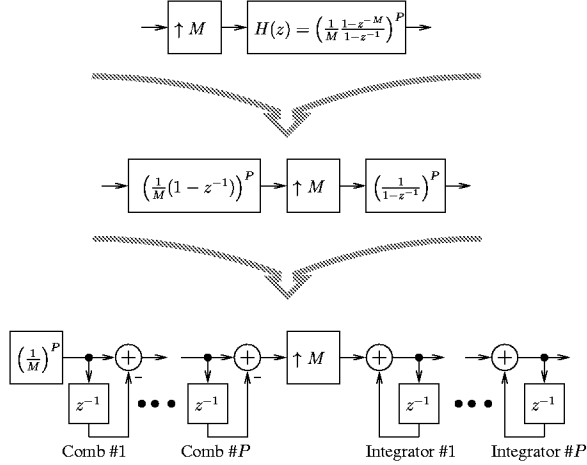 ↑ M H(z) = (1/M (1−z^{−M})/(1−z^{−1}))^P
(1/M (1 − z^{−1}))^P ↑ M (1/(1−z^{−1}))^P
(1/M)^P + + ↑ M + +
− −
z^{−1} ••• z^{−1} z^{−1} ••• z^{−1}
Comb #1 Comb #P Integrator #1 Integrator #P